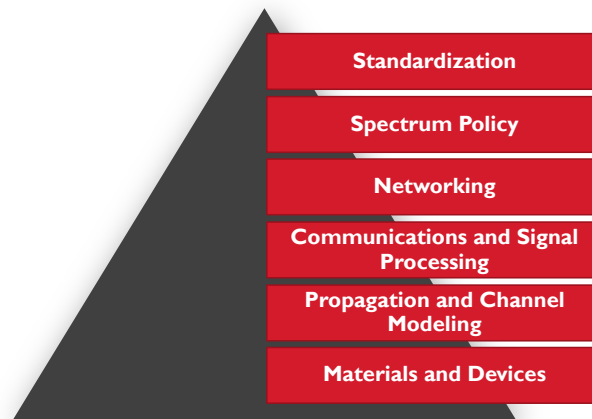 Standardization
Spectrum Policy
Networking
Communications and Signal
Processing
Propagation and Channel
Modeling
Materials and Devices